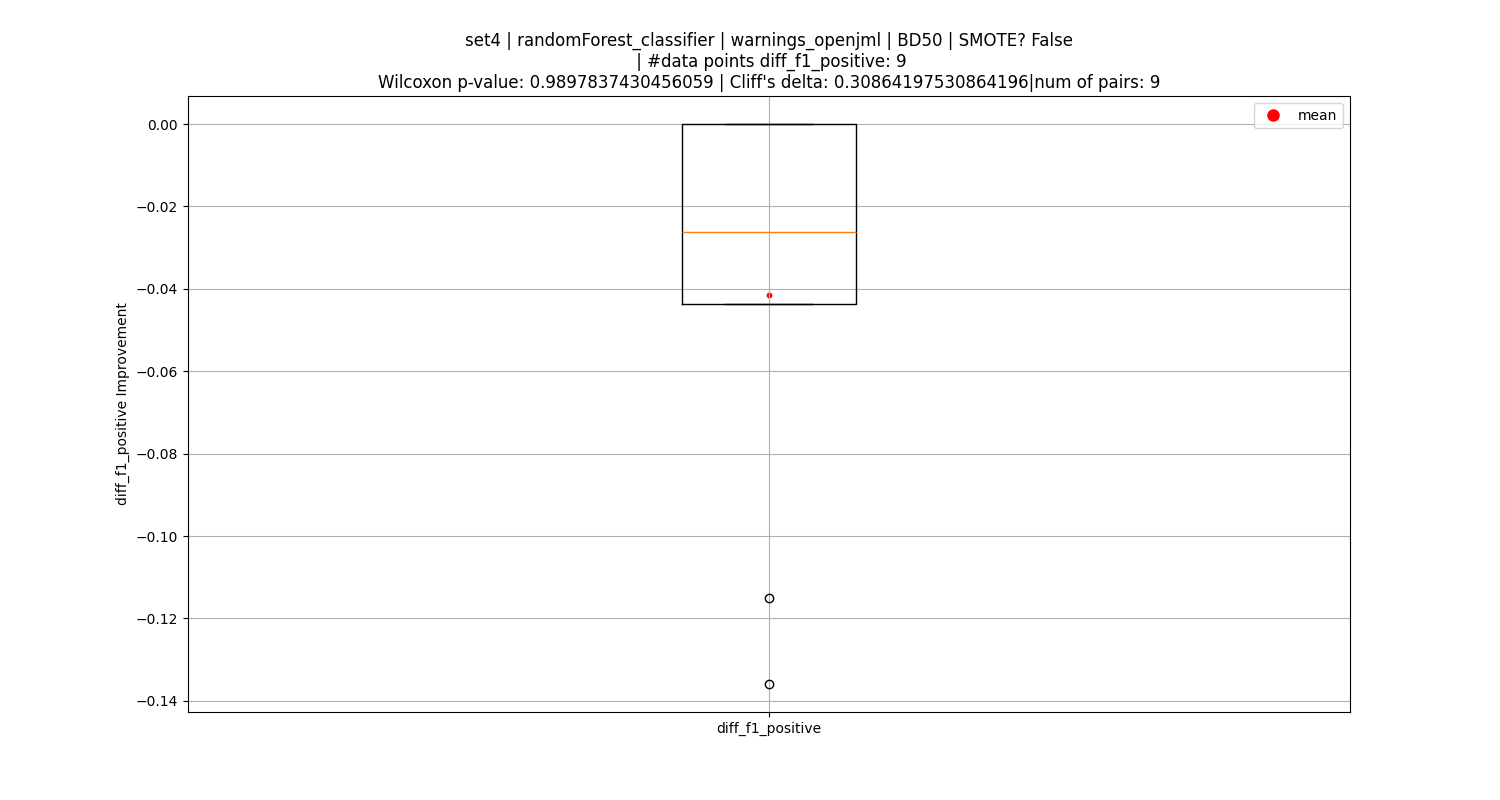 set4 | randomForest_classifier | warnings_openjml | BD50 | SMOTE? False
| #data points diff_f1_positive: 9
Wilcoxon p-value: 0.9897837430456059 | Cliff's delta: 0.30864197530864196|num of pairs: 9
mean
0.00
−0.02
−0.04
−0.06
−0.08
−0.10
−0.12
−0.14
diff_f1_positive Improvement
diff_f1_positive